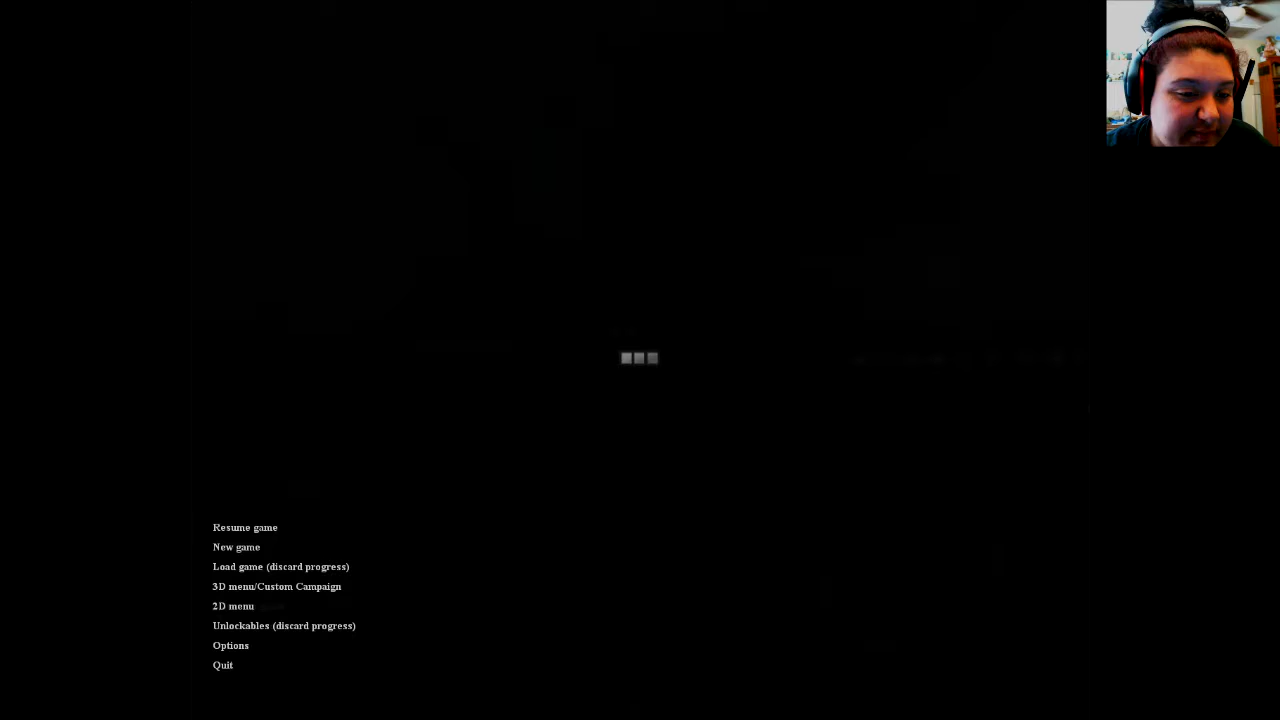 Resume game
New game
Load game (discard progress)
3D menu/Custom Campaign
2D menu
Unlockables (discard progress)
Options
Quit